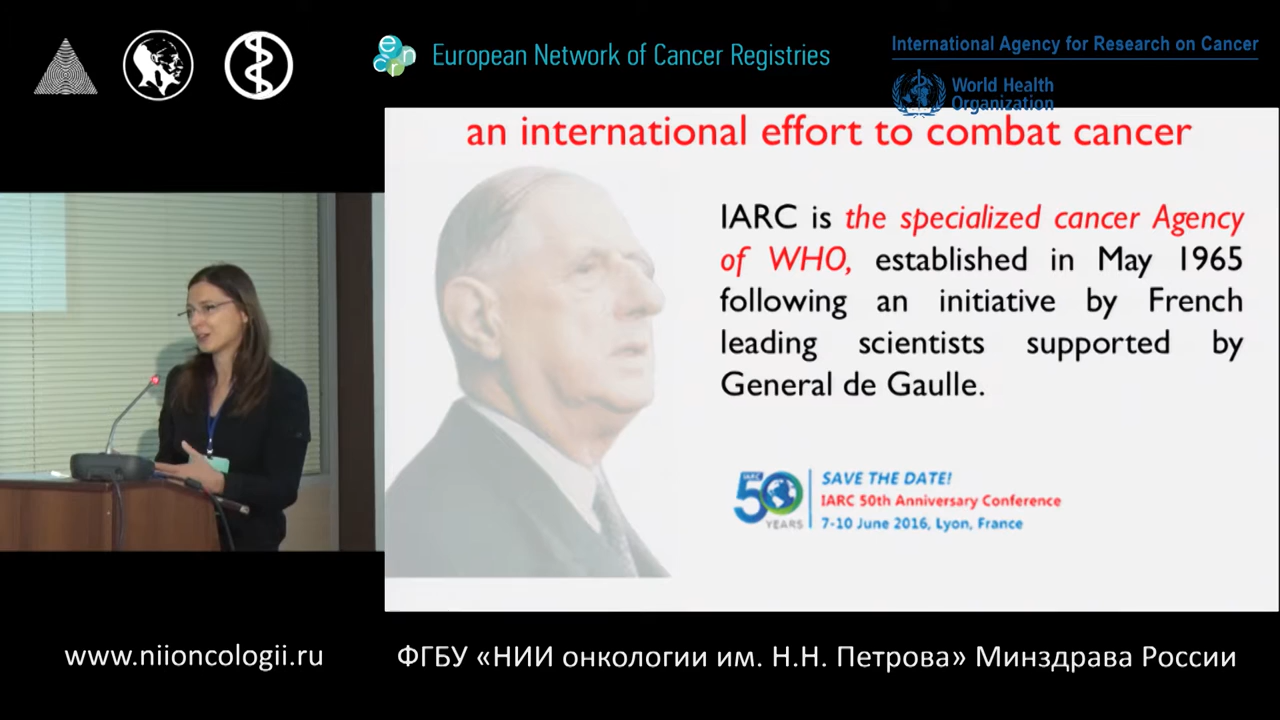 European Network of Cancer Registries
International Agency for Research on Cancer
World Health
Organization
an international effort to combat cancer
IARC is the specialized cancer Agency
of WHO, established in May 1965
following an initiative by French
leading scientists supported by
General de Gaulle.
IARC
50
YEARS
SAVE THE DATE!
IARC 50th Anniversary Conference
7-10 June 2016, Lyon, France
www.niioncologii.ru
ФГБУ «НИИ онкологии им. Н.Н. Петрова» Минздрава России